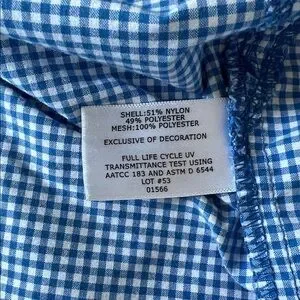 SHELL:51% NYLON
49% POLYESTER
MESH:100% POLYESTER
EXCLUSIVE OF DECORATION
FULL LIFE CYCLE UV
TRANSMITTANCE TEST USING
AATCC 183 AND ASTM D 6544
LOT #53
01566